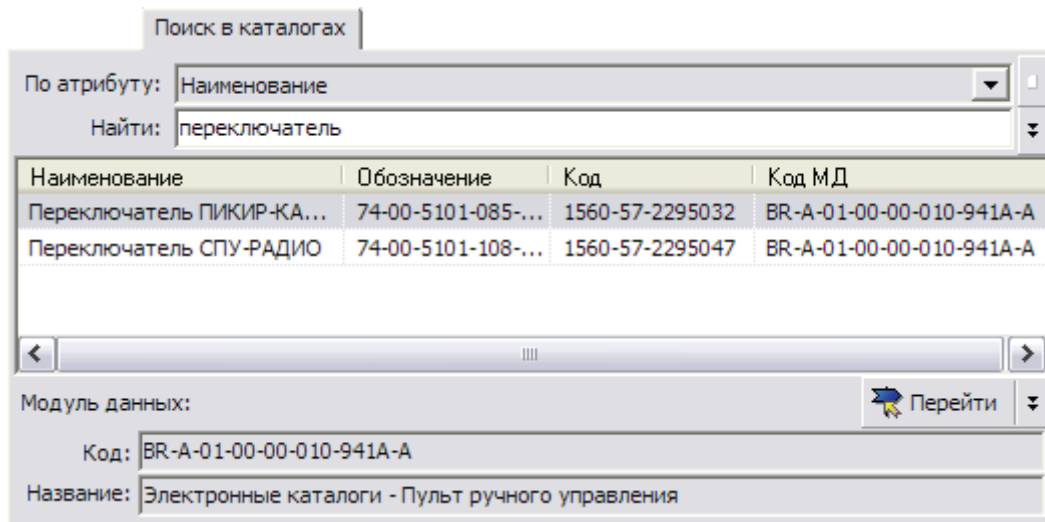 Поиск в каталогах
По атрибуту: Наименование
Найти: переключатель
Наименование Обозначение Код Код МД
Переключатель ПИКИР-КА... 74-00-5101-085-... 1560-57-2295032 BR-A-01-00-00-010-941A-A
Переключатель СПУ-РАДИО 74-00-5101-108-... 1560-57-2295047 BR-A-01-00-00-010-941A-A
Модуль данных: Перейти
Код: BR-A-01-00-00-010-941A-A
Название: Электронные каталоги - Пульт ручного управления